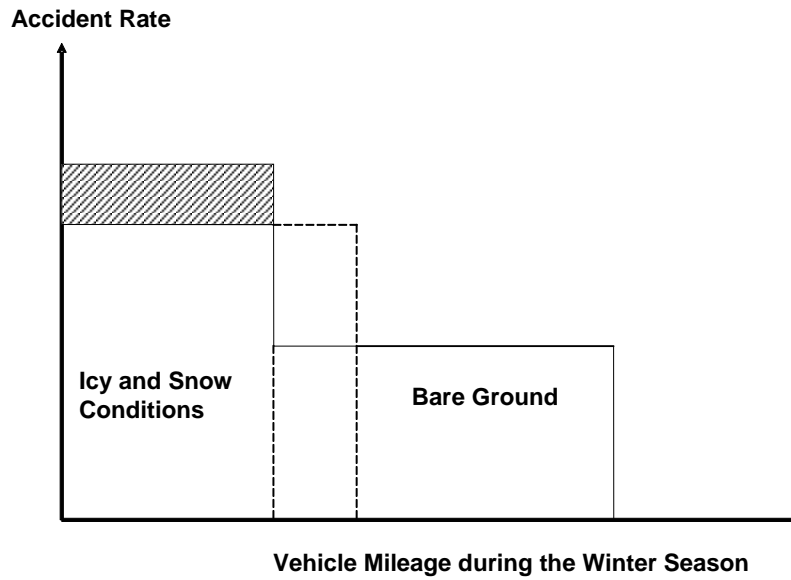 Accident Rate
Icy and Snow
Conditions
Bare Ground
Vehicle Mileage during the Winter Season